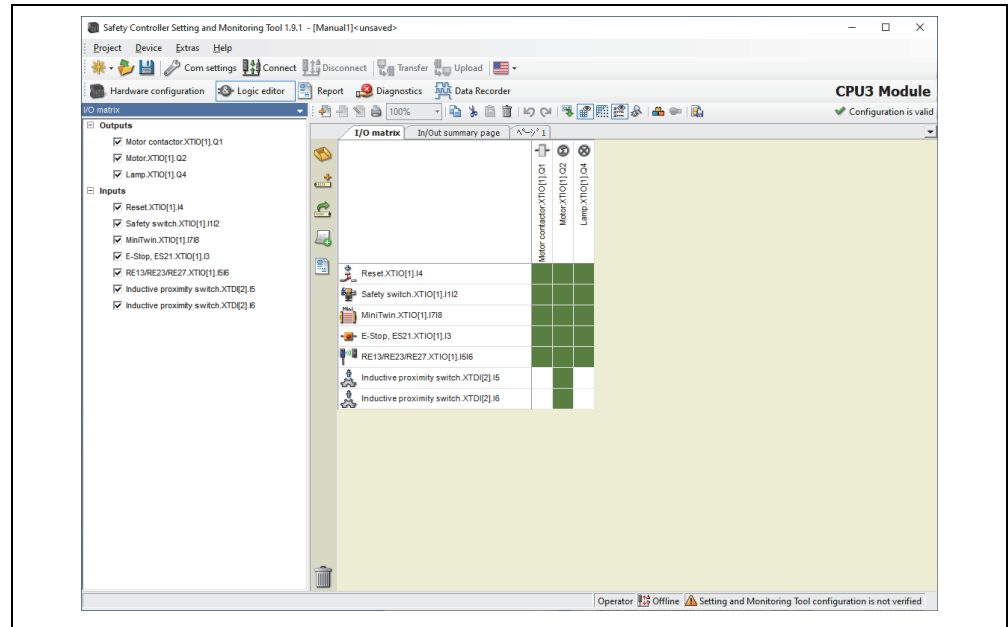 Safety Controller Setting and Monitoring Tool 1.9.1 - [Manual1]<unsaved>
Project Device Extras Help
Com settings Connect Disconnect Transfer Upload
Hardware configuration Logic editor Report Diagnostics Data Recorder CPU3 Module
I/O matrix 100% Configuration is valid
Outputs
Motor contactor.XTIO[1].Q1
Motor.XTIO[1].Q2
Lamp.XTIO[1].Q4
Inputs
Reset.XTIO[1].I4
Safety switch.XTIO[1].I1I2
MiniTwin.XTIO[1].I7I8
E-Stop, ES21.XTIO[1].I3
RE13/RE23/RE27.XTIO[1].I5I6
Inductive proximity switch.XTDI[2].I5
Inductive proximity switch.XTDI[2].I6
I/O matrix In/Out summary page ページ 1
Motor contactor.XTIO[1].Q1
Motor.XTIO[1].Q2
Lamp.XTIO[1].Q4
Reset.XTIO[1].I4
Safety switch.XTIO[1].I1I2
Mini
MiniTwin.XTIO[1].I7I8
E-Stop, ES21.XTIO[1].I3
RE13/RE23/RE27.XTIO[1].I5I6
Inductive proximity switch.XTDI[2].I5
Inductive proximity switch.XTDI[2].I6
Operator Offline Setting and Monitoring Tool configuration is not verified